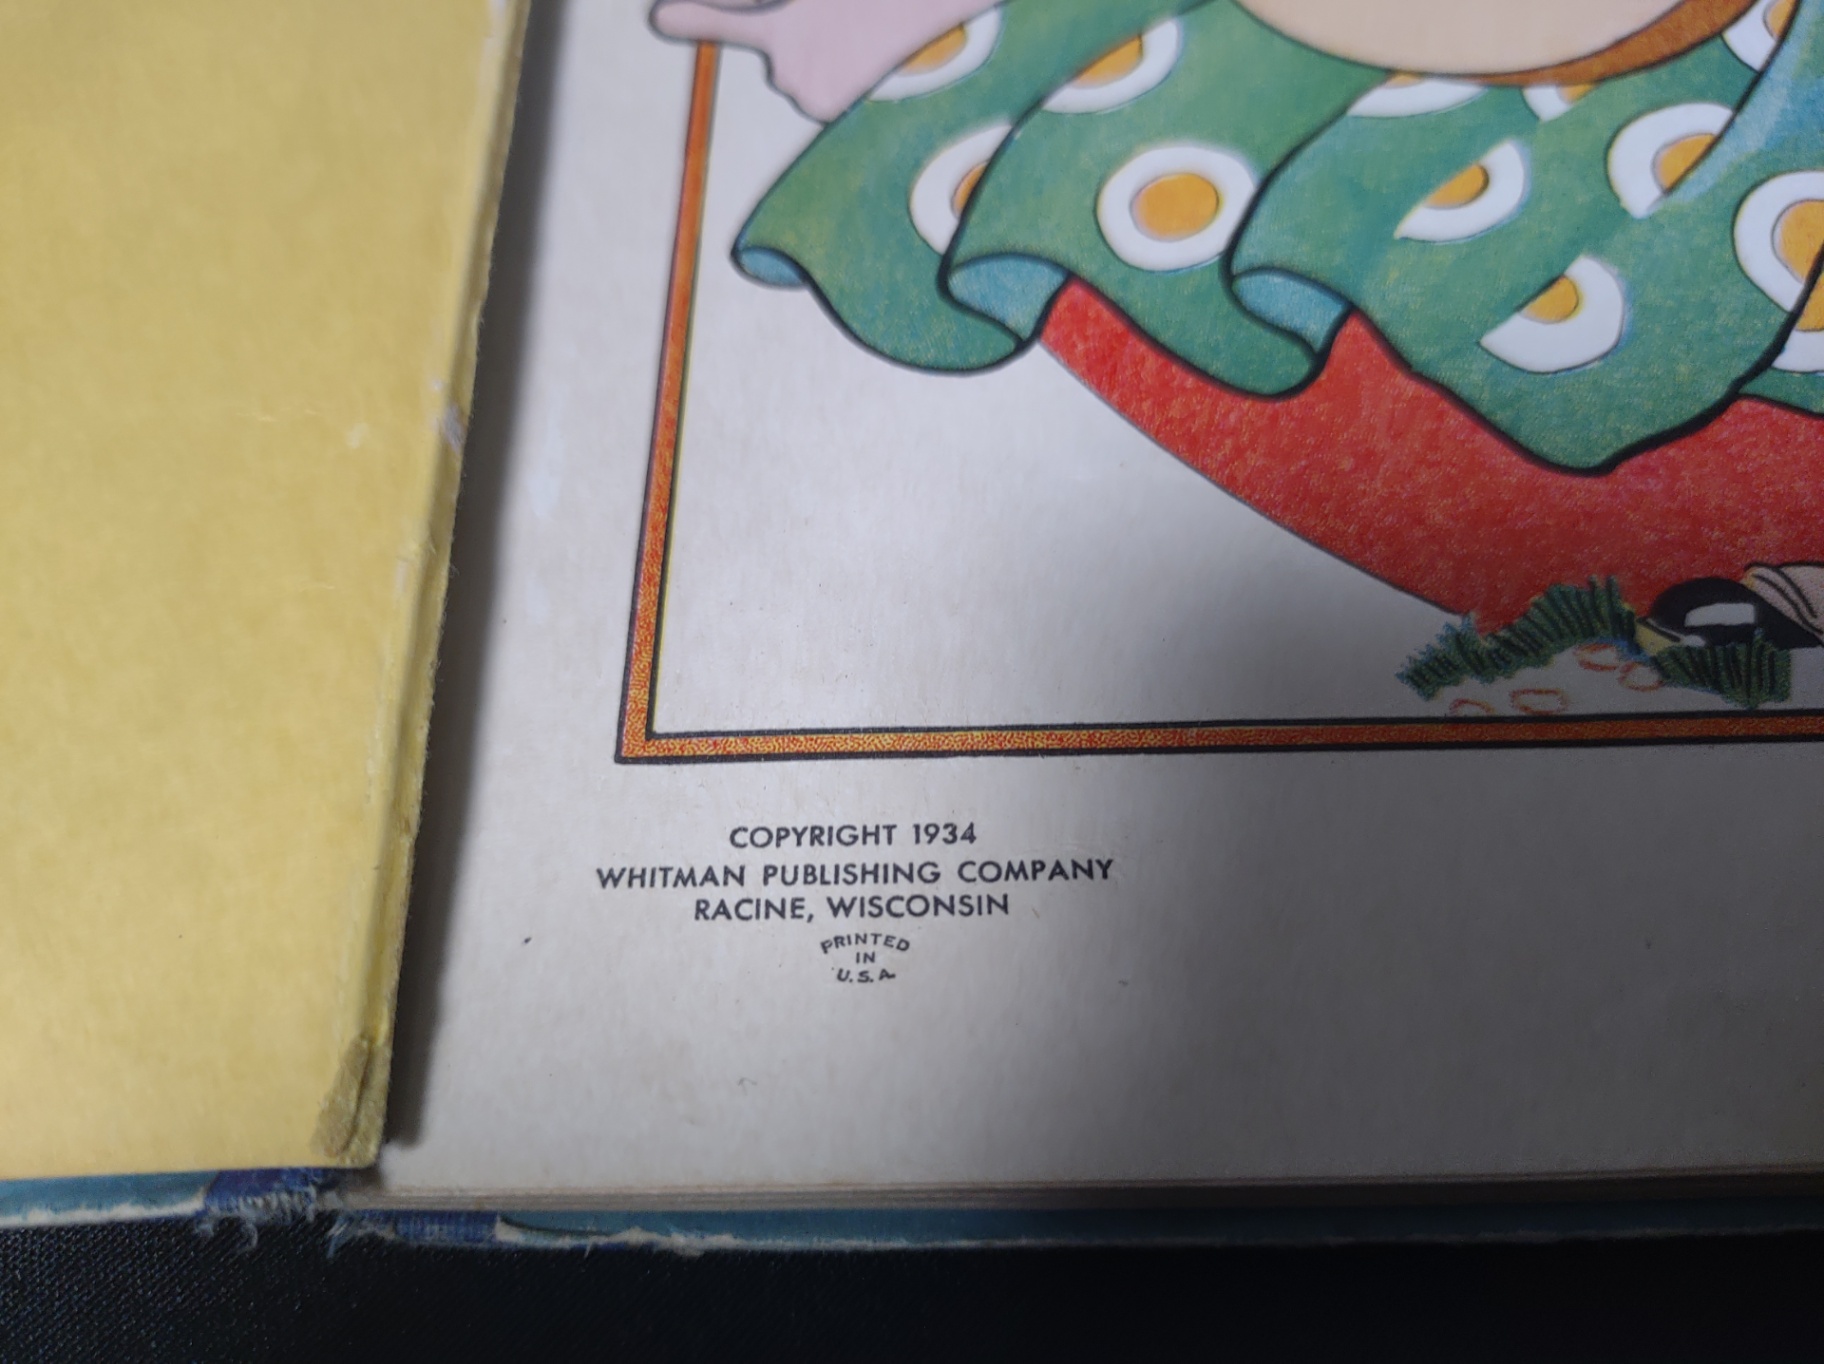 COPYRIGHT 1934
WHITMAN PUBLISHING COMPANY
RACINE, WISCONSIN
PRINTED
IN
U.S.A